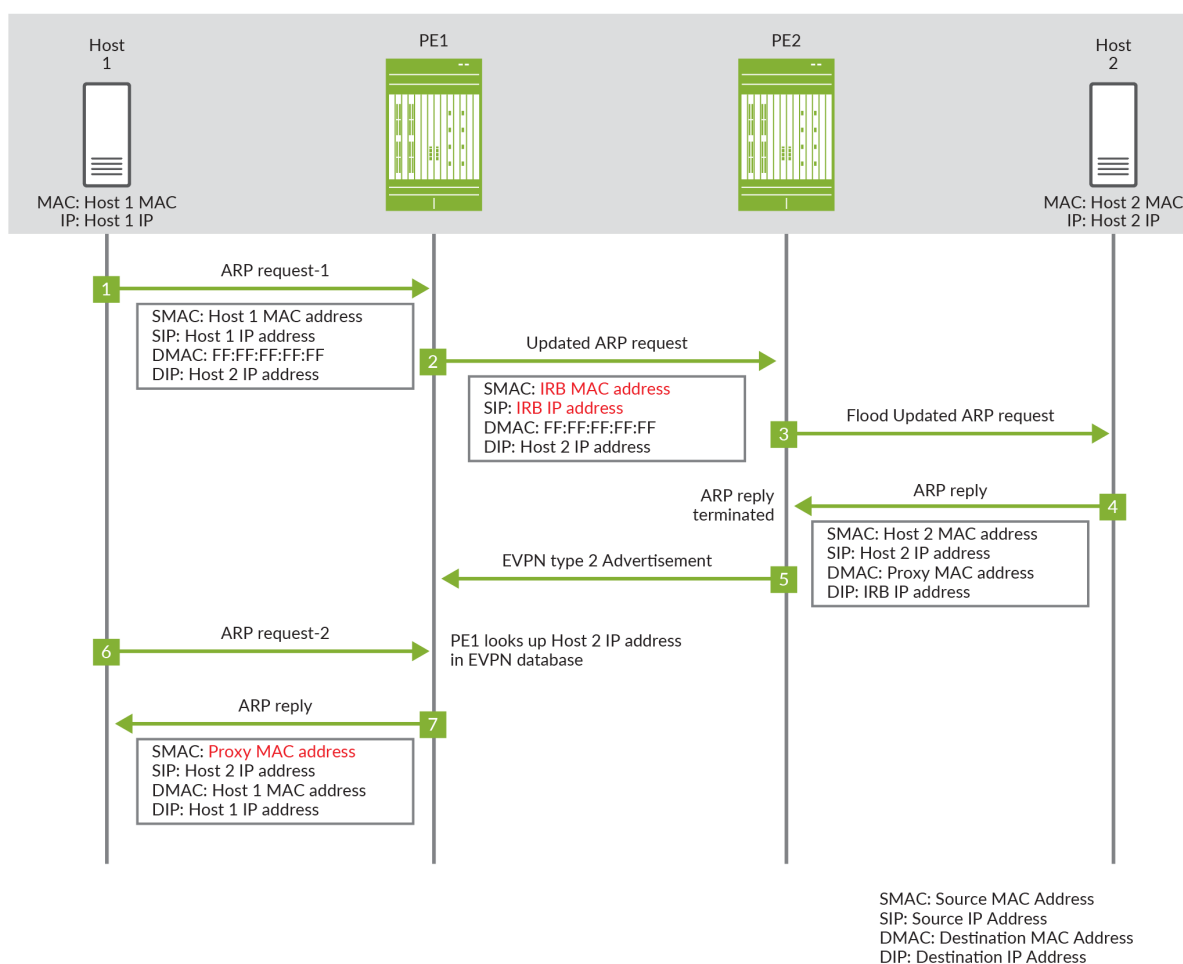 Host
1
PE1
PE2
Host
2
MAC: Host 1 MAC
IP: Host 1 IP
MAC: Host 2 MAC
IP: Host 2 IP
1
ARP request-1
SMAC: Host 1 MAC address
SIP: Host 1 IP address
DMAC: FF:FF:FF:FF:FF
DIP: Host 2 IP address
2
Updated ARP request
SMAC: IRB MAC address
SIP: IRB IP address
DMAC: FF:FF:FF:FF:FF
DIP: Host 2 IP address
3
Flood Updated ARP request
ARP reply
terminated
ARP reply
4
SMAC: Host 2 MAC address
SIP: Host 2 IP address
DMAC: Proxy MAC address
DIP: IRB IP address
EVPN type 2 Advertisement
5
6
ARP request-2
PE1 looks up Host 2 IP address
in EVPN database
ARP reply
7
SMAC: Proxy MAC address
SIP: Host 2 IP address
DMAC: Host 1 MAC address
DIP: Host 1 IP address
SMAC: Source MAC Address
SIP: Source IP Address
DMAC: Destination MAC Address
DIP: Destination IP Address